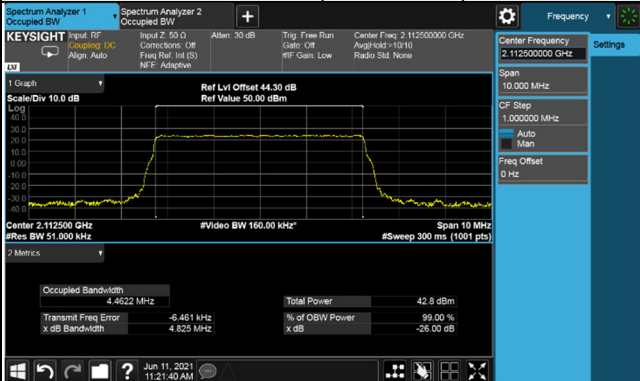 Spectrum Analyzer 1
Occupied BW
Spectrum Analyzer 2
Occupied BW
+
Frequency
KEYSIGHT
LXI
Input: RF
Coupling: DC
Align: Auto
Input Z: 50 Ω
Corrections: Off
Freq Ref: Int (S)
NFE: Adaptive
Atten: 30 dB
Trig: Free Run
Gate: Off
#IF Gain: Low
Center Freq: 2.112500000 GHz
Avg|Hold:>10/10
Radio Std: None
Center Frequency
2.112500000 GHz
Settings
Span
10.000 MHz
CF Step
1.000000 MHz
Auto
Man
Freq Offset
0 Hz
1 Graph
Scale/Div 10.0 dB
Ref Lvl Offset 44.30 dB
Ref Value 50.00 dBm
Log
40.0
30.0
20.0
10.0
0.00
-10.0
-20.0
-30.0
-40.0
Center 2.112500 GHz
#Res BW 51.000 kHz
#Video BW 160.00 kHz*
Span 10 MHz
#Sweep 300 ms (1001 pts)
2 Metrics
Occupied Bandwidth
4.4622 MHz
Total Power 42.8 dBm
Transmit Freq Error -6.461 kHz
% of OBW Power 99.00 %
x dB Bandwidth 4.825 MHz
x dB -26.00 dB
?
Jun 11, 2021
11:21:40 AM